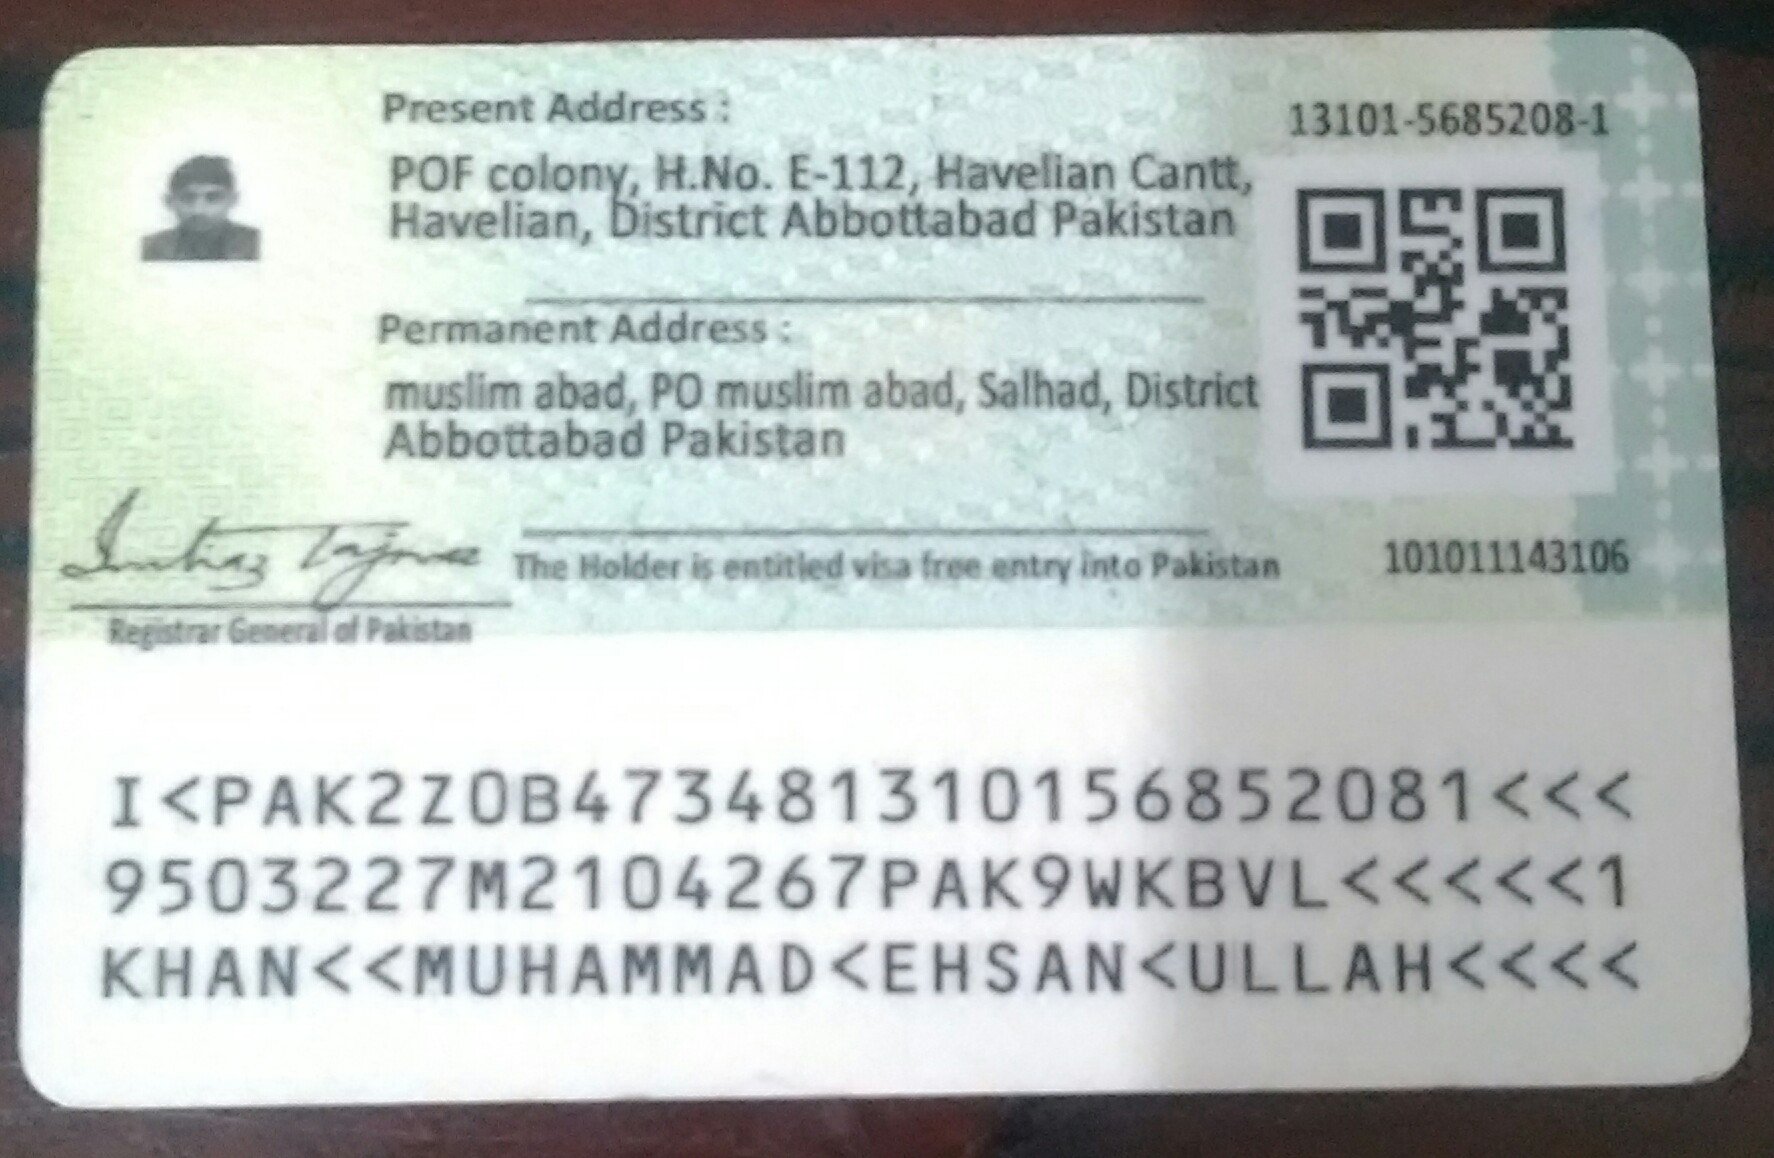 Present Address :
13101-5685208-1
POF colony, H.No. E-112, Havelian Cantt,
Havelian, District Abbottabad Pakistan
Permanent Address :
muslim abad, PO muslim abad, Salhad, District
Abbottabad Pakistan
Imtiaz Tajwar
The Holder is entitled visa free entry into Pakistan
101011143106
Registrar General of Pakistan
I<PAK2Z0B473481310156852081<<<
9503227M2104267PAK9WKBVL<<<<<1
KHAN<<MUHAMMAD<EHSAN<ULLAH<<<<